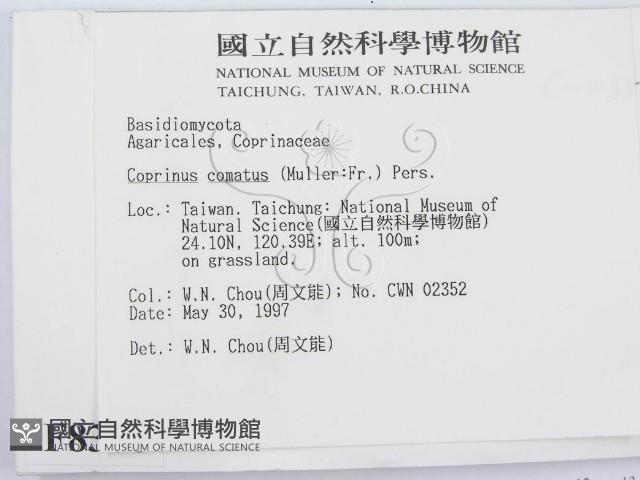 國立自然科學博物館
NATIONAL MUSEUM OF NATURAL SCIENCE
TAICHUNG, TAIWAN, R.O.CHINA
Basidiomycota
Agaricales, Coprinaceae
Coprinus comatus (Muller:Fr.) Pers.
Loc.: Taiwan. Taichung: National Museum of
Natural Science(國立自然科學博物館)
24.10N, 120.39E; alt. 100m;
on grassland.
Col.: W.N. Chou(周文能); No. CWN 02352
Date: May 30, 1997
Det.: W.N. Chou(周文能)
國立自然科學博物館
NATIONAL MUSEUM OF NATURAL SCIENCE